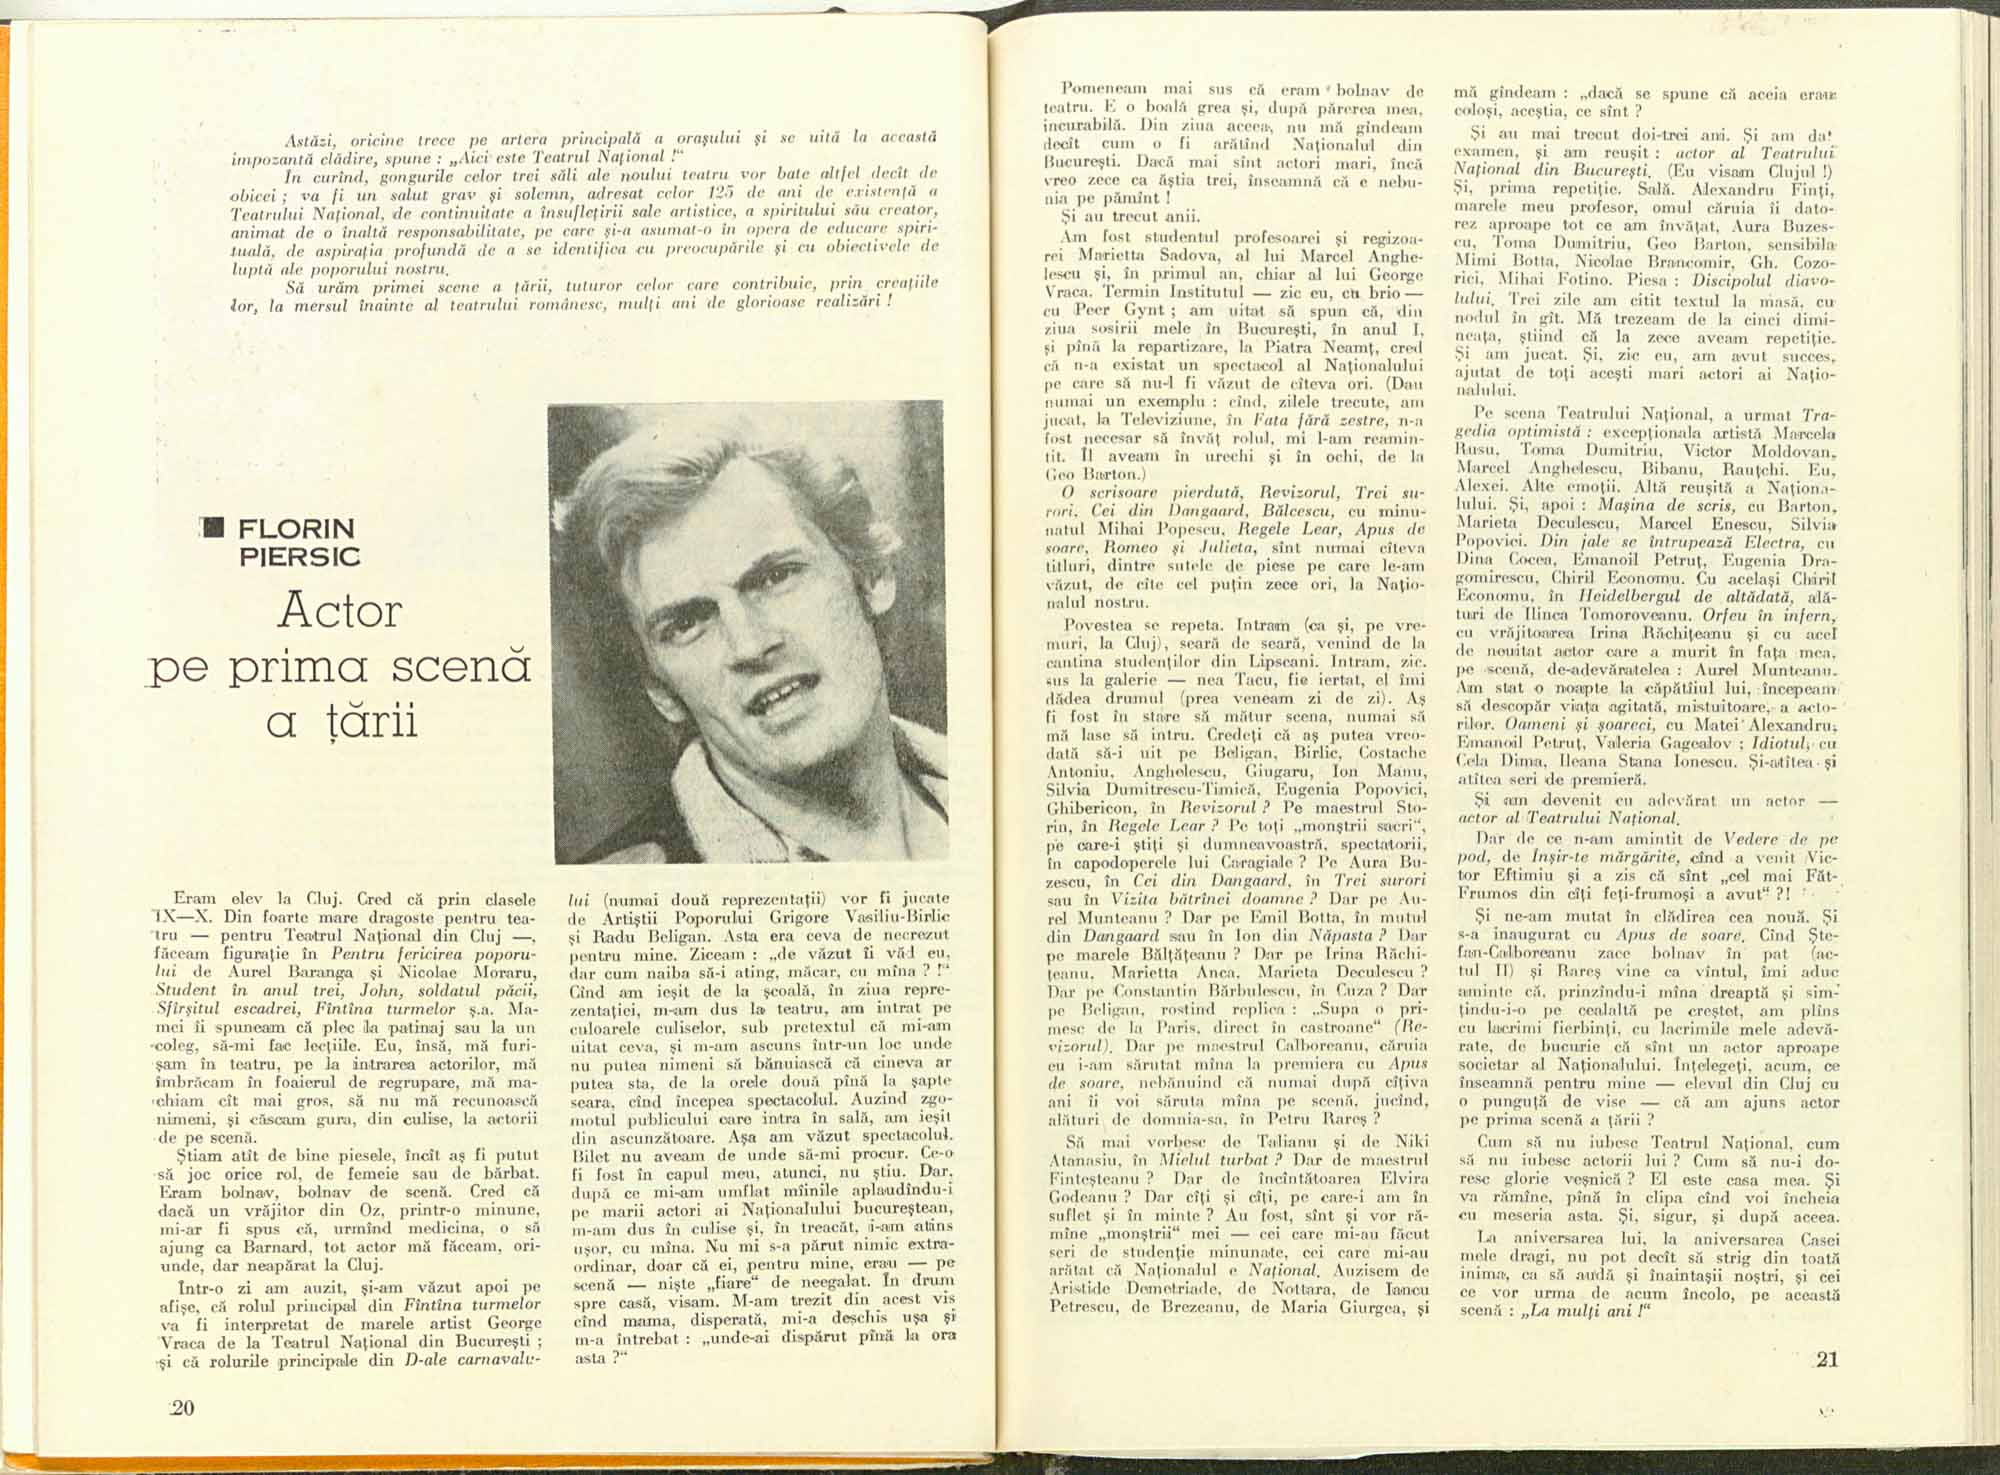 Astăzi, oricine trece pe artera principală a orașului și se uită la această
impozantă clădire, spune : „Aici este Teatrul Național !“
In curînd, gongurile celor trei săli ale noului teatru vor bate altfel decît de
obicei ; va fi un salut grav și solemn, adresat celor 125 de ani de existență a
Teatrului Național, de continuitate a însuflețirii sale artistice, a spiritului său creator,
animat de o înaltă responsabilitate, pe care și-a asumat-o în opera de educare spiri-
tuală, de aspirația profundă de a se identifica cu preocupările și cu obiectivele de
luptă ale poporului nostru.
Să urăm primei scene a țării, tuturor celor care contribuie, prin creațiile
lor, la mersul înainte al teatrului românesc, mulți ani de glorioase realizări !
■ FLORIN
PIERSIC
Actor
pe prima scenă
a țării
Eram elev la Cluj. Cred că prin clasele
IX—X. Din foarte mare dragoste pentru tea-
tru — pentru Teatrul Național din Cluj —,
făceam figurație în Pentru fericirea poporu-
lui de Aurel Baranga și Nicolae Moraru,
Student în anul trei, John, soldatul păcii,
Sfîrșitul escadrei, Fîntîna turmelor ș.a. Ma-
mei îi spuneam că plec la patinaj sau la un
coleg, să-mi fac lecțiile. Eu, însă, mă furi-
șam în teatru, pe la intrarea actorilor, mă
îmbrăcam în foaierul de regrupare, mă ma-
chiam cît mai gros, să nu mă recunoască
nimeni, și căscam gura, din culise, la actorii
de pe scenă.
Știam atît de bine piesele, încît aș fi putut
să joc orice rol, de femeie sau de bărbat.
Eram bolnav, bolnav de scenă. Cred că
dacă un vrăjitor din Oz, printr-o minune,
mi-ar fi spus că, urmînd medicina, o să
ajung ca Barnard, tot actor mă făceam, ori-
unde, dar neapărat la Cluj.
Într-o zi am auzit, și-am văzut apoi pe
afișe, că rolul principal din Fîntîna turmelor
va fi interpretat de marele artist George
Vraca de la Teatrul Național din București ;
și că rolurile principale din D-ale carnavalu-
lui (numai două reprezentații) vor fi jucate
de Artiștii Poporului Grigore Vasiliu-Birlic
și Radu Beligan. Asta era ceva de necrezut
pentru mine. Ziceam : „de văzut îi văd eu,
dar cum naiba să-i ating, măcar, cu mîna ? !“
Cînd am ieșit de la școală, în ziua repre-
zentației, m-am dus la teatru, am intrat pe
culoarele culiselor, sub pretextul că mi-am
uitat ceva, și m-am ascuns într-un loc unde
nu putea nimeni să bănuiască că cineva ar
putea sta, de la orele două pînă la șapte
seara, cînd începea spectacolul. Auzind zgo-
motul publicului care intra în sală, am ieșit
din ascunzătoare. Așa am văzut spectacolul.
Bilet nu aveam de unde să-mi procur. Ce-o
fi fost în capul meu, atunci, nu știu. Dar,
după ce mi-am umflat mîinile aplaudîndu-i
pe marii actori ai Naționalului bucureștean,
m-am dus în culise și, în treacăt, i-am atins
ușor, cu mîna. Nu mi s-a părut nimic extra-
ordinar, doar că ei, pentru mine, erau — pe
scenă — niște „fiare“ de neegalat. În drum
spre casă, visam. M-am trezit din acest vis
cînd mama, disperată, mi-a deschis ușa și
m-a întrebat : „unde-ai dispărut pînă la ora
asta ?“
20
Pomeneam mai sus că eram bolnav de
teatru. E o boală grea și, după părerea mea,
incurabilă. Din ziua aceea, nu mă gîndeam
decît cum o fi arătînd Naționalul din
București. Dacă mai sînt actori mari, încă
vreo zece ca ăștia trei, înseamnă că e nebu-
nia pe pămînt !
Și au trecut anii.
Am fost studentul profesoarei și regizoa-
rei Marietta Sadova, al lui Marcel Anghe-
lescu și, în primul an, chiar al lui George
Vraca. Termin Institutul — zic eu, cu brio —
cu Peer Gynt ; am uitat să spun că, din
ziua sosirii mele în București, în anul I,
și pînă la repartizare, la Piatra Neamț, cred
că n-a existat un spectacol al Naționalului
pe care să nu-l fi văzut de cîteva ori. (Dau
numai un exemplu : cînd, zilele trecute, am
jucat, la Televiziune, în Fata fără zestre, n-a
fost necesar să învăț rolul, mi l-am reamin-
tit. Îl aveam în urechi și în ochi, de la
Geo Barton.)
O scrisoare pierdută, Revizorul, Trei su-
rori, Cei din Dangaard, Bălcescu, cu minu-
natul Mihai Popescu, Regele Lear, Apus de
soare, Romeo și Julieta, sînt numai cîteva
titluri, dintre sutele de piese pe care le-am
văzut, de cîte cel puțin zece ori, la Națio-
nalul nostru.
Povestea se repeta. Intram (ca și, pe vre-
muri, la Cluj), seară de seară, venind de la
cantina studenților din Lipscani. Intram, zic,
sus la galerie — nea Tacu, fie iertat, el îmi
dădea drumul (prea veneam zi de zi). Aș
fi fost în stare să mătur scena, numai să
mă lase să intru. Credeți că aș putea vreo-
dată să-i uit pe Beligan, Birlic, Costache
Antoniu, Anghelescu, Giugaru, Ion Manu,
Silvia Dumitrescu-Timică, Eugenia Popovici,
Ghibericon, în Revizorul ? Pe maestrul Sto-
rin, în Regele Lear ? Pe toți „monștrii sacri“,
pe care-i știți și dumneavoastră, spectatorii,
în capodoperele lui Caragiale ? Pe Aura Bu-
zescu, în Cei din Dangaard, în Trei surori
sau în Vizita bătrînei doamne ? Dar pe Au-
rel Munteanu ? Dar pe Emil Botta, în mutul
din Dangaard sau în Ion din Năpasta ? Dar
pe marele Bălțățeanu ? Dar pe Irina Răchi-
țeanu, Marietta Anca, Marieta Deculescu ?
Dar pe Constantin Bărbulescu, în Cuza ? Dar
pe Beligan, rostind replica : „Supa o pri-
mesc de la Paris, direct în castroane“ (Re-
vizorul). Dar pe maestrul Calboreanu, căruia
eu i-am sărutat mîna la premiera cu Apus
de soare, nebănuind că numai după cîțiva
ani îi voi săruta mîna pe scenă, jucînd,
alături de domnia-sa, în Petru Rareș ?
Să mai vorbesc de Talianu și de Niki
Atanasiu, în Mielul turbat ? Dar de maestrul
Finteșteanu ? Dar de încîntătoarea Elvira
Godeanu ? Dar cîți și cîți, pe care-i am în
suflet și în minte ? Au fost, sînt și vor ră-
mîne „monștrii“ mei — cei care mi-au făcut
seri de studenție minunate, cei care mi-au
arătat că Naționalul e Național. Auzisem de
Aristide Demetriade, de Nottara, de Iancu
Petrescu, de Brezeanu, de Maria Giurgea, și
mă gîndeam : „dacă se spune că aceia erau
coloși, aceștia, ce sînt ?
Și au mai trecut doi-trei ani. Și am dat
examen, și am reușit : actor al Teatrului
Național din București. (Eu visam Clujul !)
Și, prima repetiție. Sală. Alexandru Finți,
marele meu profesor, omul căruia îi dato-
rez aproape tot ce am învățat, Aura Buzes-
cu, Toma Dumitriu, Geo Barton, sensibila
Mimi Botta, Nicolae Brancomir, Gh. Cozo-
rici, Mihai Fotino. Piesa : Discipolul diavo-
lului. Trei zile am citit textul la masă, cu
nodul în gît. Mă trezeam de la cinci dimi-
neața, știind că la zece aveam repetiție.
Și am jucat. Și, zic eu, am avut succes,
ajutat de toți acești mari actori ai Națio-
nalului.
Pe scena Teatrului Național, a urmat Tra-
gedia optimistă : excepționala artistă Marcela
Rusu, Toma Dumitriu, Victor Moldovan,
Marcel Anghelescu, Bibanu, Rauțchi. Eu,
Alexei. Alte emoții. Altă reușită a Naționa-
lului. Și, apoi : Mașina de scris, cu Barton,
Marieta Deculescu, Marcel Enescu, Silvia
Popovici. Din jale se întrupează Electra, cu
Dina Cocea, Emanoil Petruț, Eugenia Dra-
gomirescu, Chiril Economu. Cu același Chiril
Economu, în Heidelbergul de altădată, ală-
turi de Ilinca Tomoroveanu. Orfeu în infern,
cu vrăjitoarea Irina Răchițeanu și cu acel
de neuitat actor care a murit în fața mea,
pe scenă, de-adevăratelea : Aurel Munteanu.
Am stat o noapte la căpătîiul lui, începeam
să descopăr viața agitată, mistuitoare, a acto-
rilor. Oameni și șoareci, cu Matei Alexandru,
Emanoil Petruț, Valeria Gagealov ; Idiotul, cu
Cela Dima, Ileana Stana Ionescu. Și-atîtea și
atîtea seri de premieră.
Și am devenit cu adevărat un actor —
actor al Teatrului Național.
Dar de ce n-am amintit de Vedere de pe
pod, de Inșir-te mărgărite, cînd a venit Vic-
tor Eftimiu și a zis că sînt „cel mai Făt-
Frumos din cîți feți-frumoși a avut“ ?!
Și ne-am mutat în clădirea cea nouă. Și
s-a inaugurat cu Apus de soare. Cînd Ște-
fan-Calboreanu zace bolnav în pat (ac-
tul II) și Rareș vine ca vîntul, îmi aduc
aminte că, prinzîndu-i mîna dreaptă și sim-
țindu-i-o pe cealaltă pe creștet, am plîns
cu lacrimi fierbinți, cu lacrimile mele adevă-
rate, de bucurie că sînt un actor aproape
societar al Naționalului. Înțelegeți, acum, ce
înseamnă pentru mine — elevul din Cluj cu
o punguță de vise — că am ajuns actor
pe prima scenă a țării ?
Cum să nu iubesc Teatrul Național, cum
să nu iubesc actorii lui ? Cum să nu-i do-
resc glorie veșnică ? El este casa mea. Și
va rămîne, pînă în clipa cînd voi încheia
cu meseria asta. Și, sigur, și după aceea.
La aniversarea lui, la aniversarea Casei
mele dragi, nu pot decît să strig din toată
inima, ca să audă și înaintașii noștri, și cei
ce vor urma de acum încolo, pe această
scenă : „La mulți ani !“
21